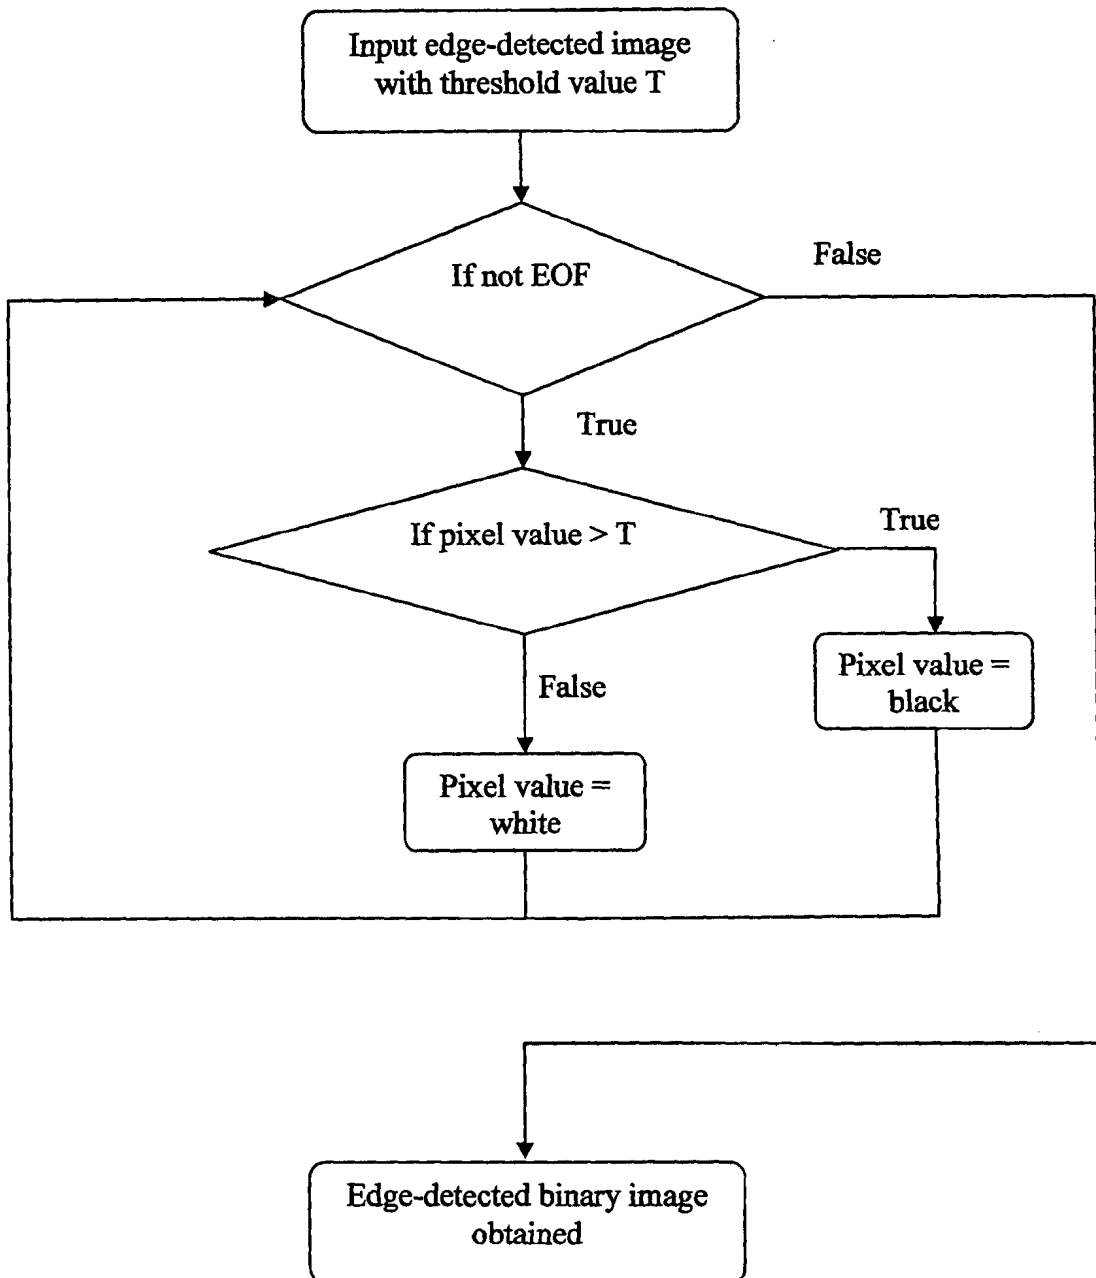 Input edge-detected image
with threshold value T
If not EOF
False
True
If pixel value > T
True
False
Pixel value =
black
Pixel value =
white
Edge-detected binary image
obtained